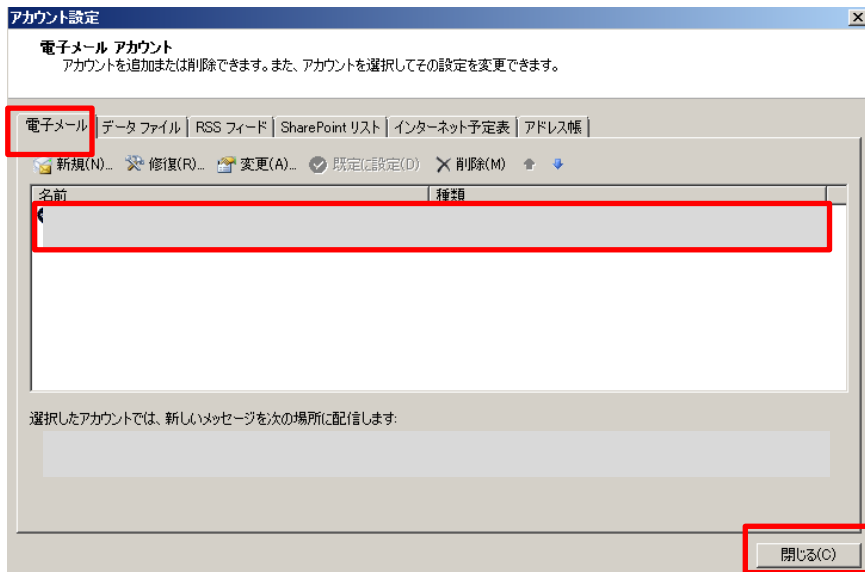 アカウント設定
電子メール アカウント
アカウントを追加または削除できます。また、アカウントを選択してその設定を変更できます。
電子メール データ ファイル RSS フィード SharePoint リスト インターネット予定表 アドレス帳
新規(N)... 修復(R)... 変更(A)... 既定に設定(D) 削除(M)
名前 種類
選択したアカウントでは、新しいメッセージを次の場所に配信します:
閉じる(C)